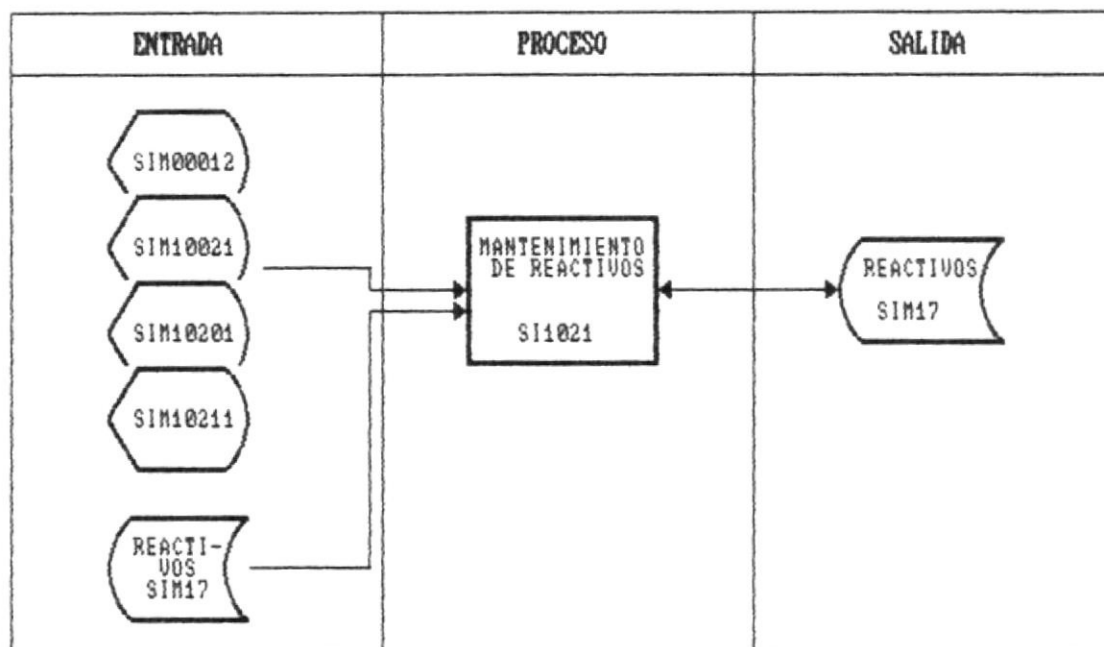 ENTRADA
PROCESO
SALIDA
SIM00012
SIM10021
SIM10201
SIM10211
REACTI-
VOS
SIM17
MANTENIMIENTO
DE REACTIVOS
SI1021
REACTIVOS
SIM17